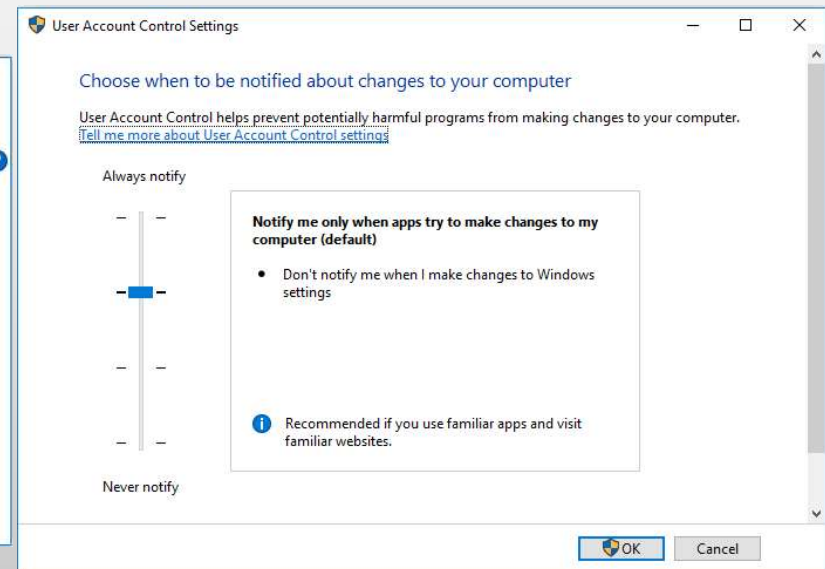 User Account Control Settings
Choose when to be notified about changes to your computer
User Account Control helps prevent potentially harmful programs from making changes to your computer.
Tell me more about User Account Control settings
Always notify
Notify me only when apps try to make changes to my
computer (default)
• Don't notify me when I make changes to Windows
settings
Recommended if you use familiar apps and visit
familiar websites.
Never notify
OK
Cancel